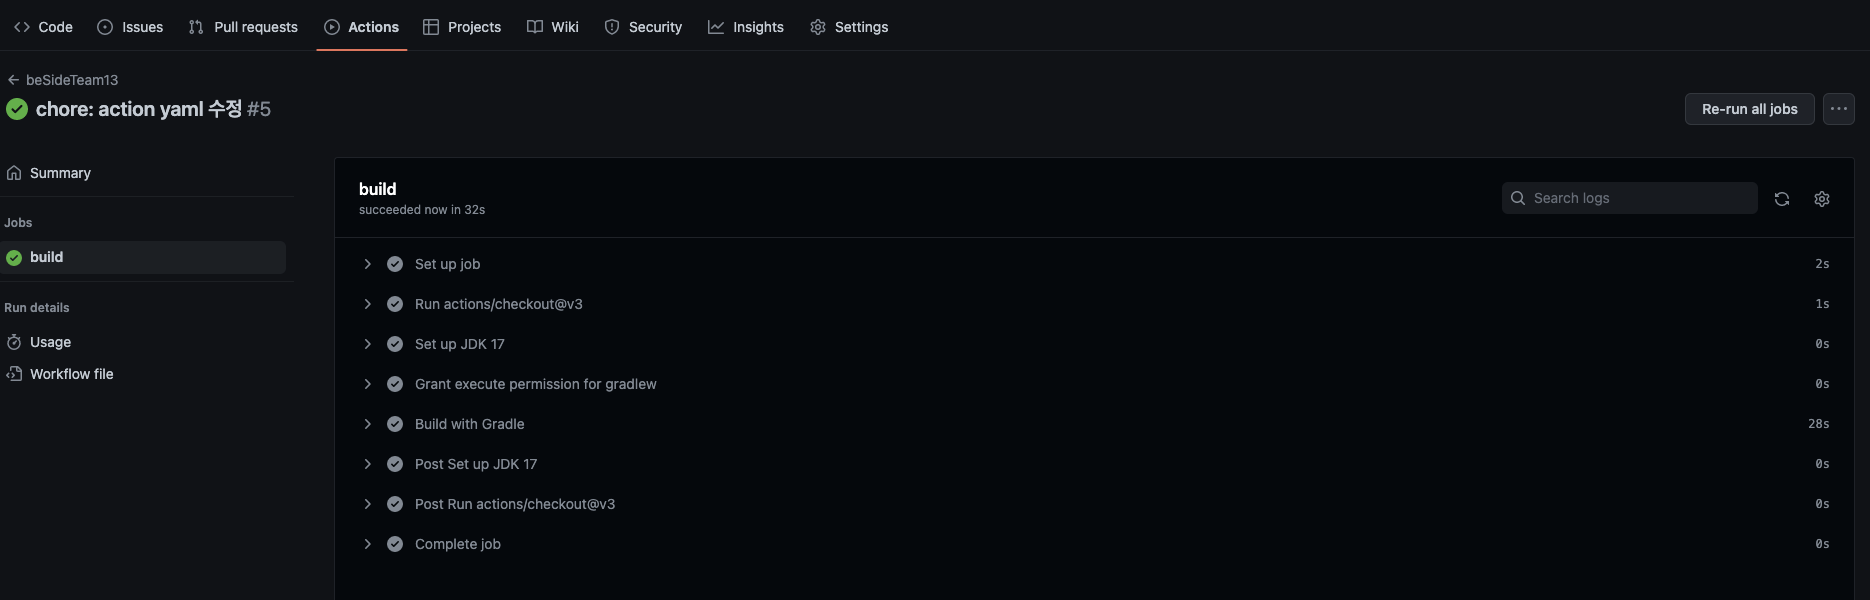 Code Issues Pull requests Actions Projects Wiki Security Insights Settings
beSideTeam13
chore: action yaml 수정 #5
Re-run all jobs
Summary
Jobs
build
Run details
Usage
Workflow file
build
succeeded now in 32s
Search logs
Set up job 2s
Run actions/checkout@v3 1s
Set up JDK 17 0s
Grant execute permission for gradlew 0s
Build with Gradle 28s
Post Set up JDK 17 0s
Post Run actions/checkout@v3 0s
Complete job 0s